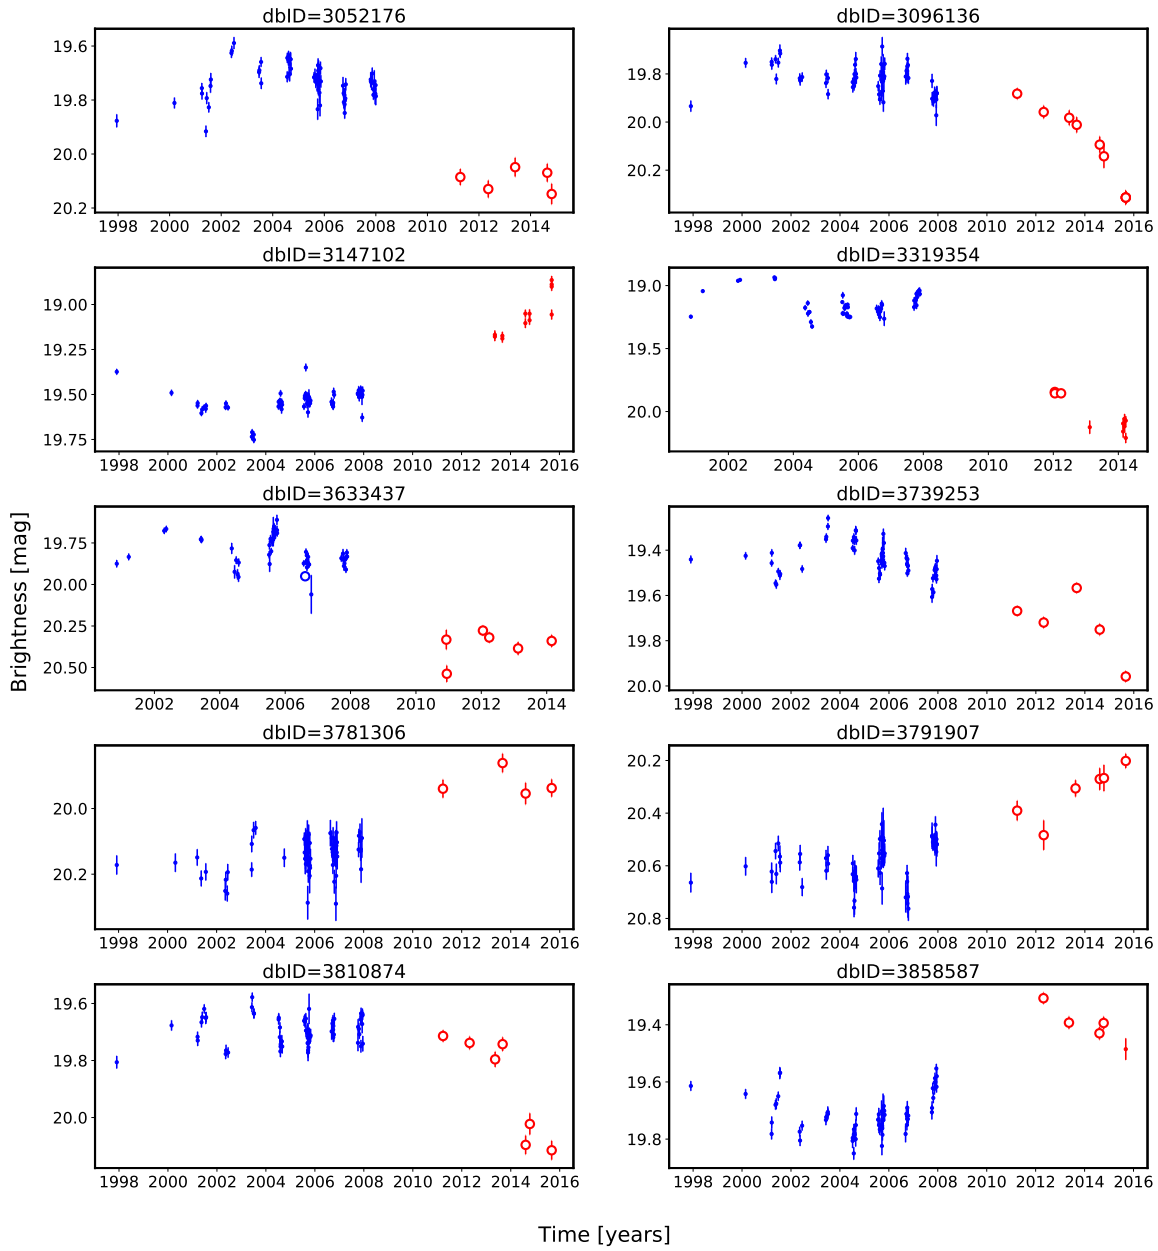 dbID=3052176 dbID=3096136
19.6
19.8
20.0
20.2
1998 2000 2002 2004 2006 2008 2010 2012 2014
19.8
20.0
20.2
1998 2000 2002 2004 2006 2008 2010 2012 2014 2016
dbID=3147102 dbID=3319354
19.00
19.25
19.50
19.75
1998 2000 2002 2004 2006 2008 2010 2012 2014 2016
19.0
19.5
20.0
2002 2004 2006 2008 2010 2012 2014
dbID=3633437 dbID=3739253
19.75
20.00
20.25
20.50
2002 2004 2006 2008 2010 2012 2014
19.4
19.6
19.8
20.0
1998 2000 2002 2004 2006 2008 2010 2012 2014 2016
Brightness [mag]
dbID=3781306 dbID=3791907
20.0
20.2
1998 2000 2002 2004 2006 2008 2010 2012 2014 2016
20.2
20.4
20.6
20.8
1998 2000 2002 2004 2006 2008 2010 2012 2014 2016
dbID=3810874 dbID=3858587
19.6
19.8
20.0
1998 2000 2002 2004 2006 2008 2010 2012 2014 2016
19.4
19.6
19.8
1998 2000 2002 2004 2006 2008 2010 2012 2014 2016
Time [years]